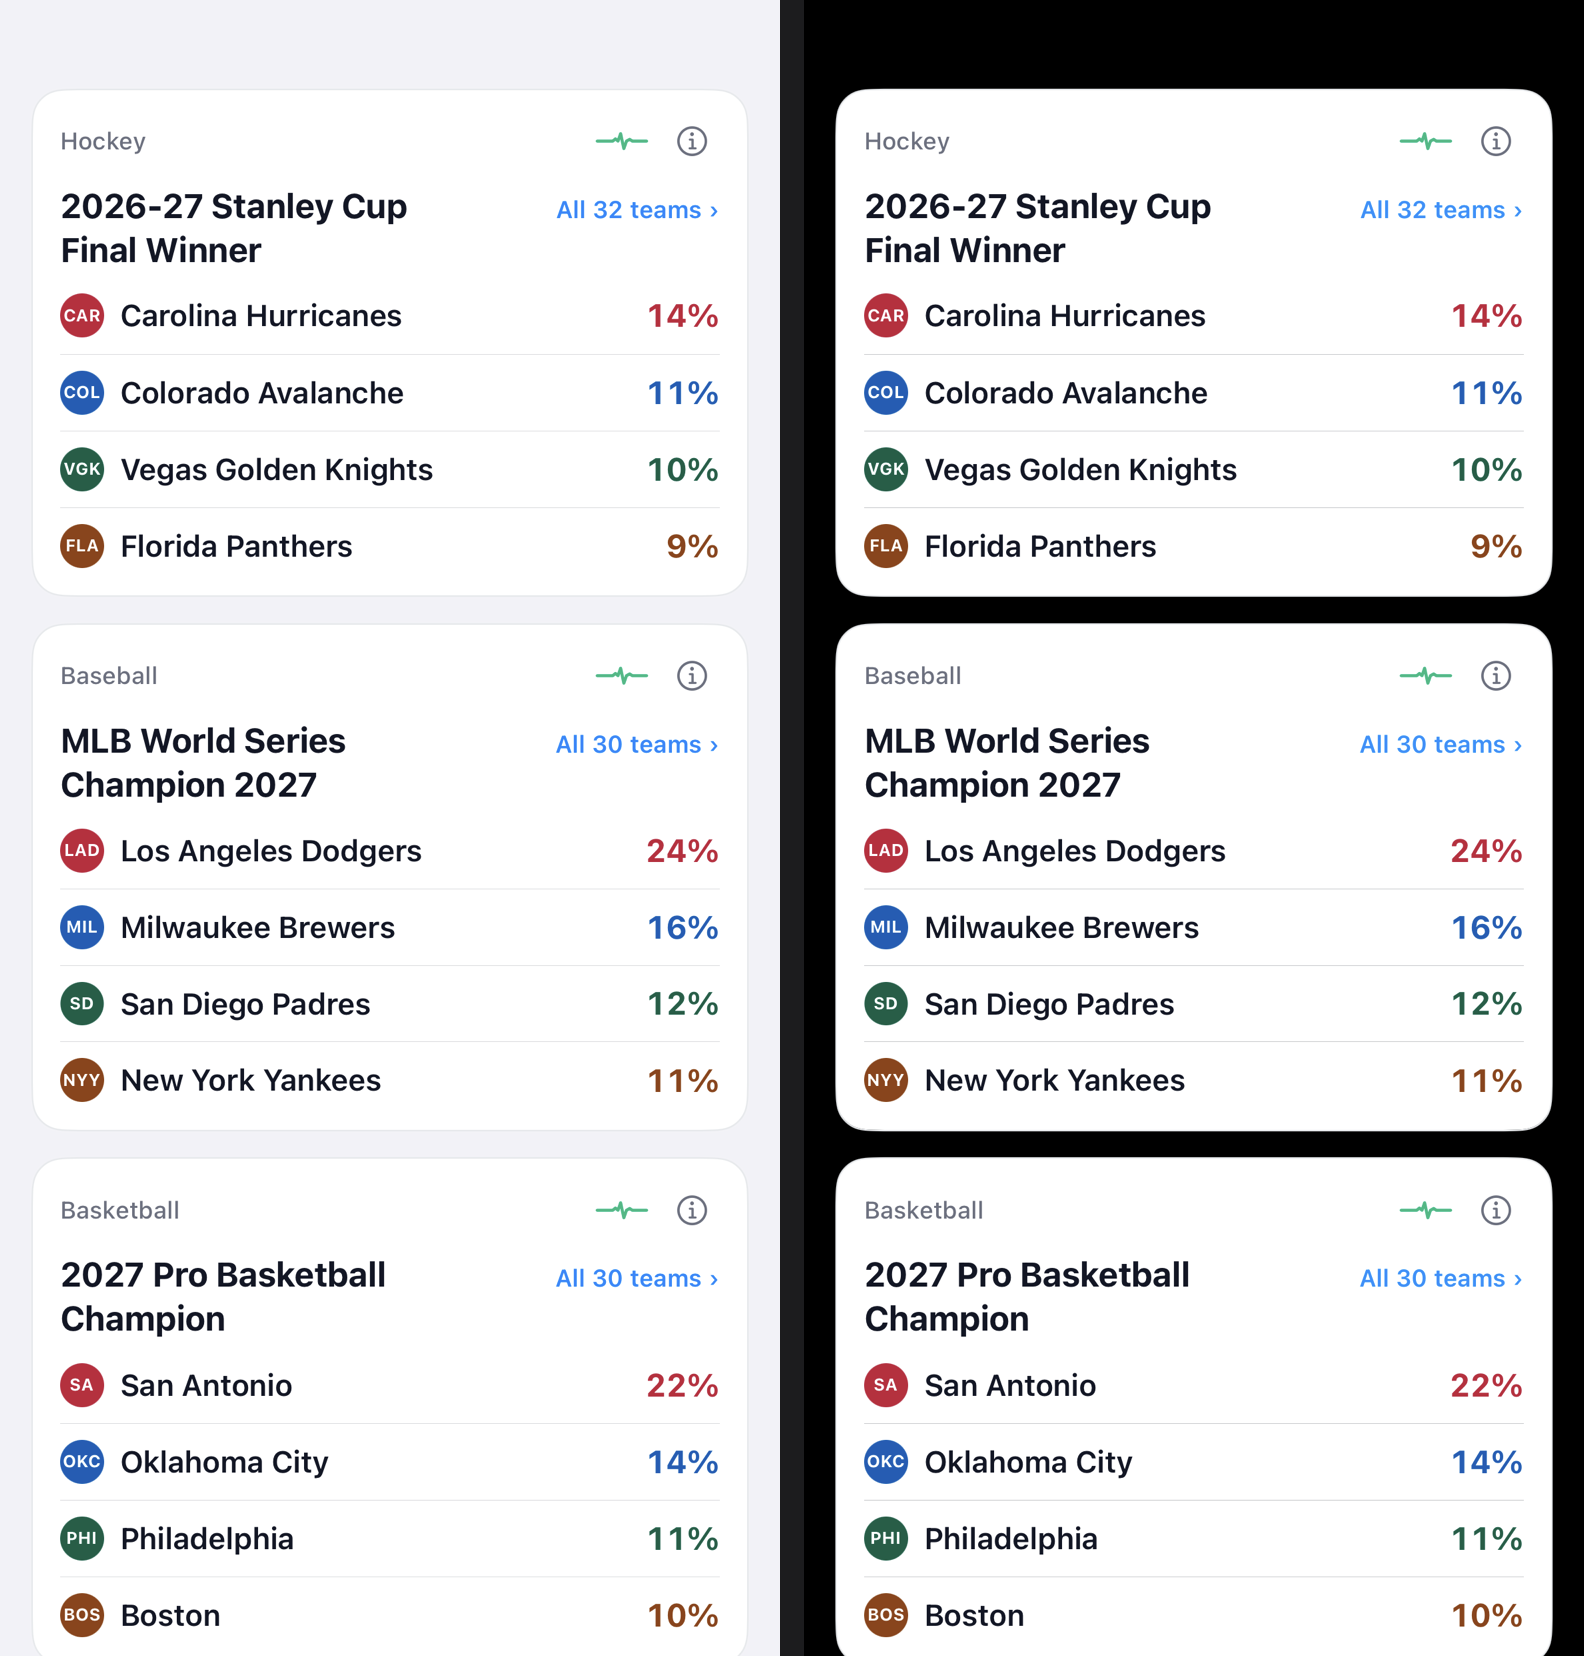 Hockey
2026-27 Stanley Cup
Final Winner
All 32 teams ›
CAR Carolina Hurricanes 14%
COL Colorado Avalanche 11%
VGK Vegas Golden Knights 10%
FLA Florida Panthers 9%
Baseball
MLB World Series
Champion 2027
All 30 teams ›
LAD Los Angeles Dodgers 24%
MIL Milwaukee Brewers 16%
SD San Diego Padres 12%
NYY New York Yankees 11%
Basketball
2027 Pro Basketball
Champion
All 30 teams ›
SA San Antonio 22%
OKC Oklahoma City 14%
PHI Philadelphia 11%
BOS Boston 10%
Hockey
2026-27 Stanley Cup
Final Winner
All 32 teams ›
CAR Carolina Hurricanes 14%
COL Colorado Avalanche 11%
VGK Vegas Golden Knights 10%
FLA Florida Panthers 9%
Baseball
MLB World Series
Champion 2027
All 30 teams ›
LAD Los Angeles Dodgers 24%
MIL Milwaukee Brewers 16%
SD San Diego Padres 12%
NYY New York Yankees 11%
Basketball
2027 Pro Basketball
Champion
All 30 teams ›
SA San Antonio 22%
OKC Oklahoma City 14%
PHI Philadelphia 11%
BOS Boston 10%